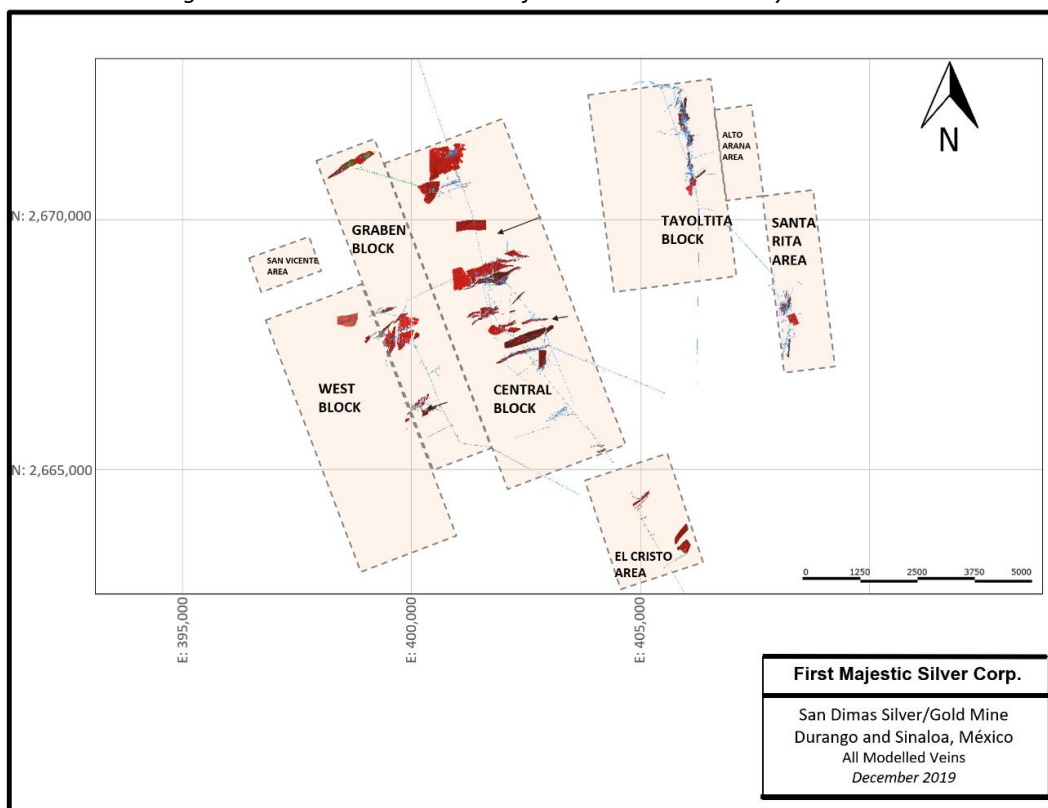 N
ALTO
ARANA
AREA
N: 2,670,000
GRABEN
BLOCK
TAYOLTITA
BLOCK
SANTA
RITA
AREA
SAN VICENTE
AREA
WEST
BLOCK
CENTRAL
BLOCK
N: 2,665,000
EL CRISTO
AREA
0 1250 2500 3750 5000
E: 395,000
E: 400,000
E: 405,000
First Majestic Silver Corp.
San Dimas Silver/Gold Mine
Durango and Sinaloa, México
All Modelled Veins
December 2019